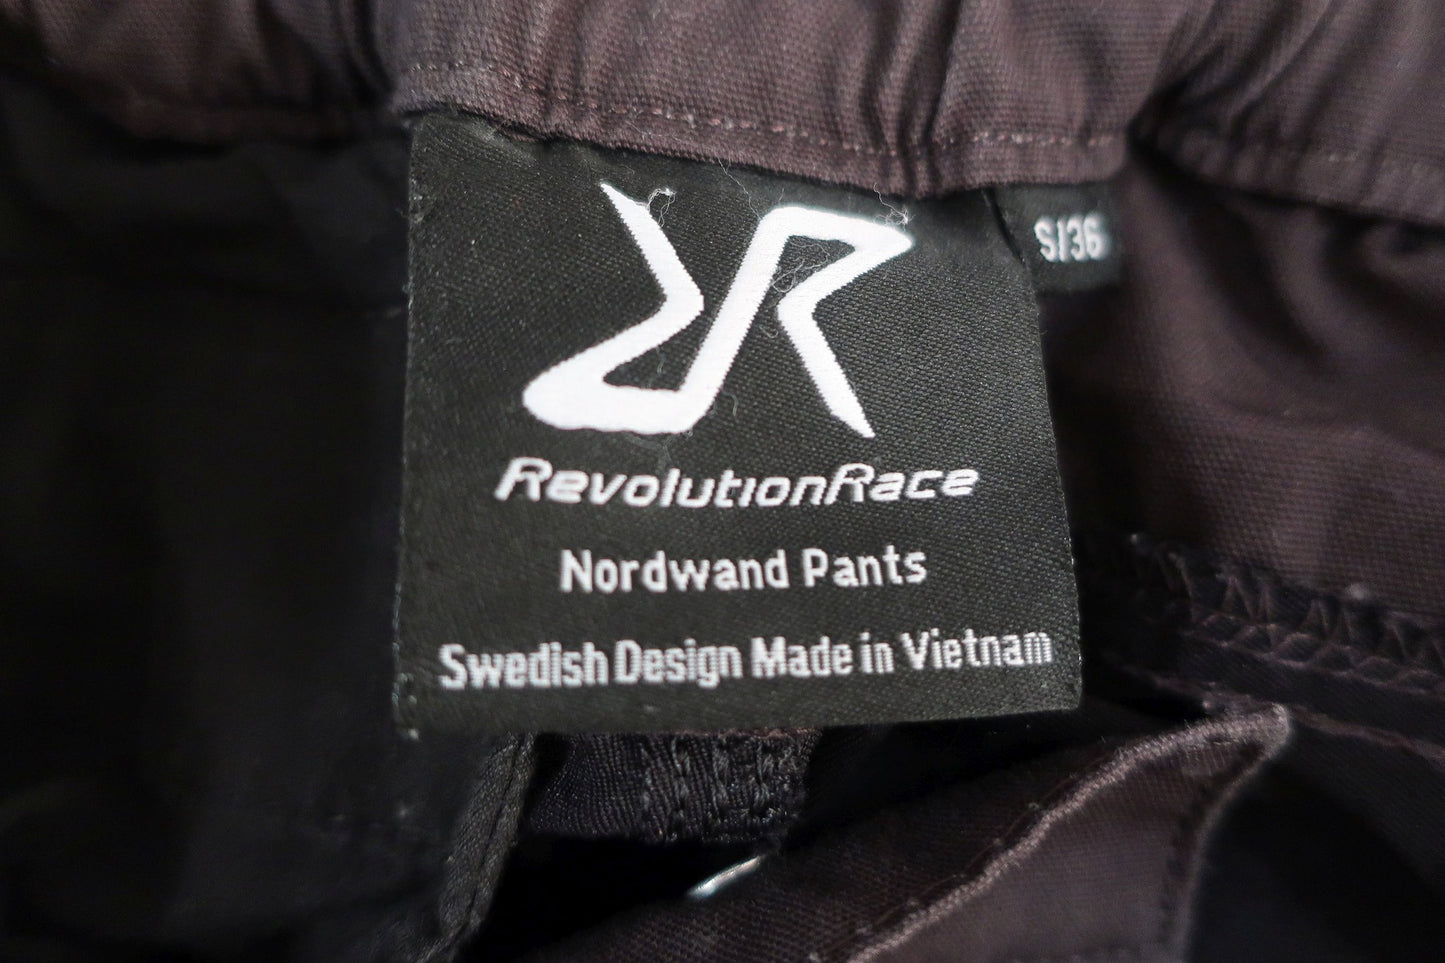 S/36
RevolutionRace
Nordwand Pants
Swedish Design Made in Vietnam